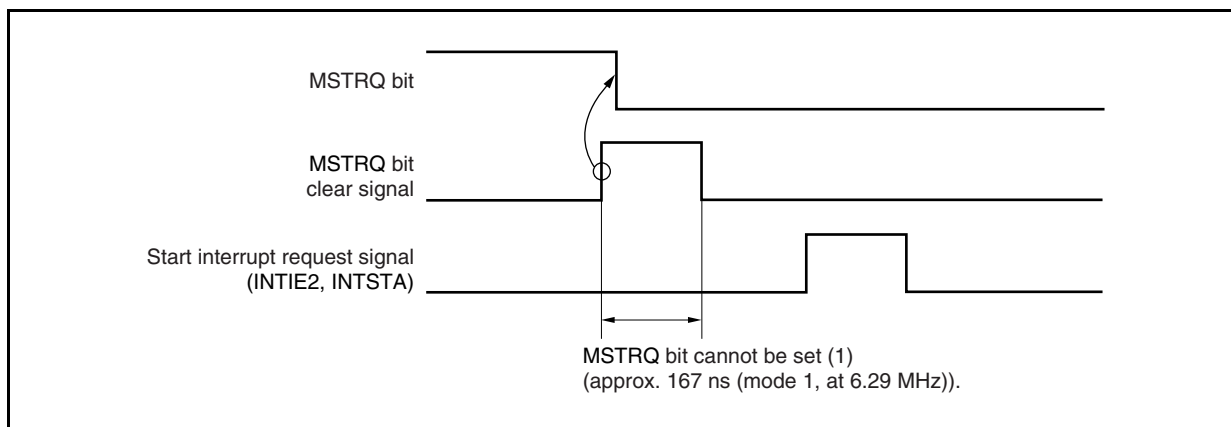 MSTRQ bit
MSTRQ bit
clear signal
Start interrupt request signal
(INTIE2, INTSTA)
MSTRQ bit cannot be set (1)
(approx. 167 ns (mode 1, at 6.29 MHz)).